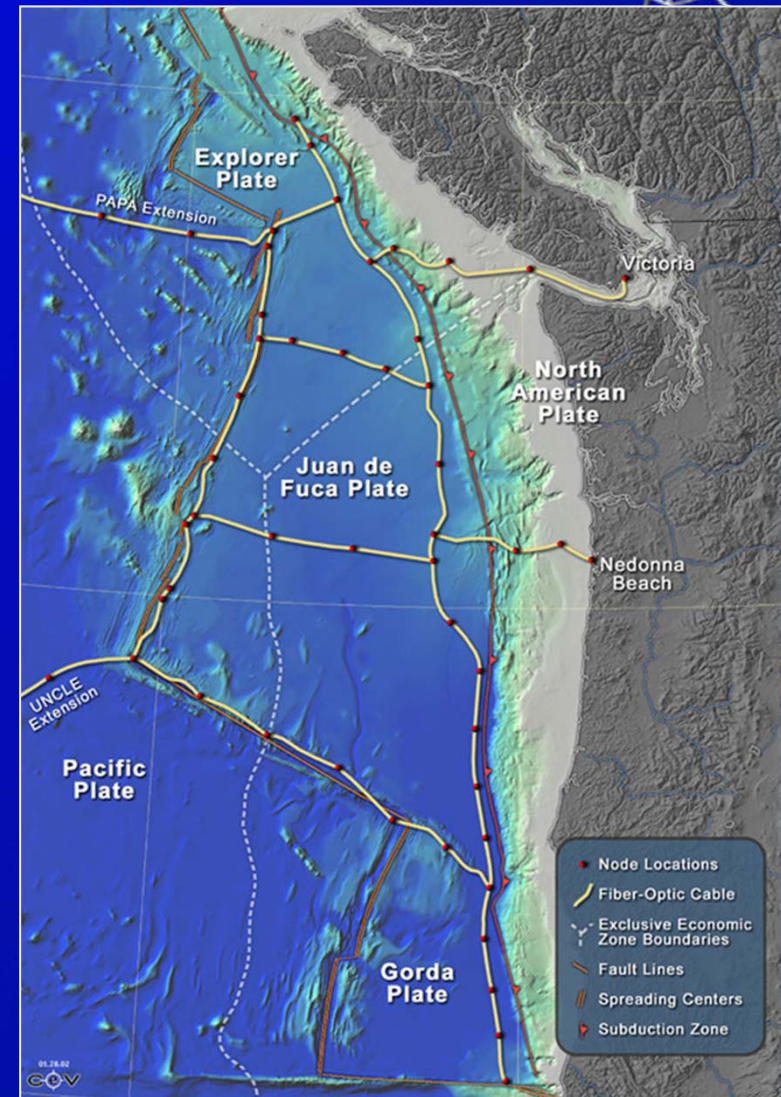 Explorer
Plate
PAPA Extension
Victoria
North
American
Plate
Juan de
Fuca Plate
Nedonna
Beach
UNCLE
Extension
Pacific
Plate
Gorda
Plate
Node Locations
Fiber-Optic Cable
Exclusive Economic
Zone Boundaries
Fault Lines
Spreading Centers
Subduction Zone
01.28.02
CEV